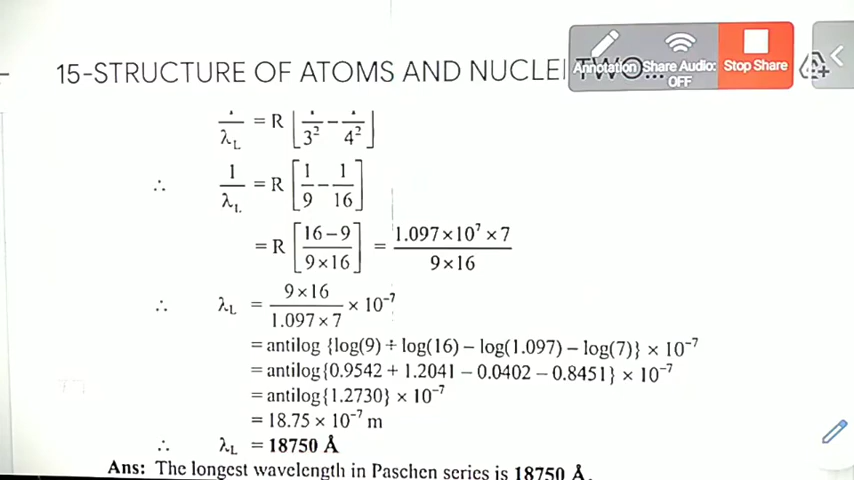 15-STRUCTURE OF ATOMS AND NUCLEI TWO...
Annotation Share Audio: OFF Stop Share
1/λL = R [1/3² − 1/4²]
∴ 1/λL = R [1/9 − 1/16]
= R [16−9 / 9×16] = 1.097×10⁷×7 / 9×16
∴ λL = 9×16 / 1.097×7 × 10⁻⁷
= antilog {log(9) + log(16) − log(1.097) − log(7)} × 10⁻⁷
= antilog{0.9542 + 1.2041 − 0.0402 − 0.8451} × 10⁻⁷
= antilog{1.2730} × 10⁻⁷
= 18.75 × 10⁻⁷ m
∴ λL = 18750 Å
Ans: The longest wavelength in Paschen series is 18750 Å.